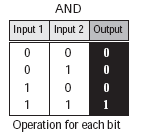 AND
Input 1 Input 2 Output
0 0 0
0 1 0
1 0 0
1 1 1
Operation for each bit